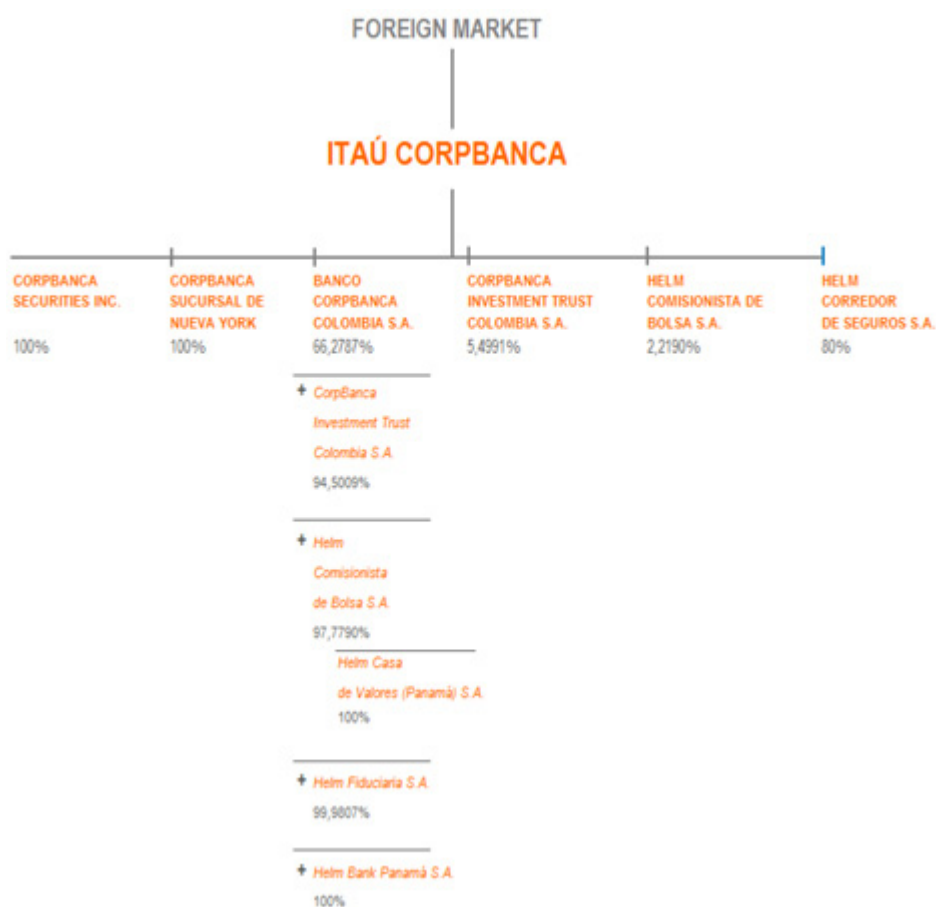 FOREIGN MARKET
ITAÚ CORPBANCA
CORPBANCA
SECURITIES INC.
100%
CORPBANCA
SUCURSAL DE
NUEVA YORK
100%
BANCO
CORPBANCA
COLOMBIA S.A.
66,2787%
CORPBANCA
INVESTMENT TRUST
COLOMBIA S.A.
5,4991%
HELM
COMISIONISTA DE
BOLSA S.A.
2,2190%
HELM
CORREDOR
DE SEGUROS S.A.
80%
+ CorpBanca
Investment Trust
Colombia S.A.
94,5009%
+ Helm
Comisionista
de Bolsa S.A.
97,7790%
Helm Casa
de Valores (Panamà) S.A.
100%
+ Helm Fiduciaria S.A.
99,9807%
+ Helm Bank Panamà S.A.
100%